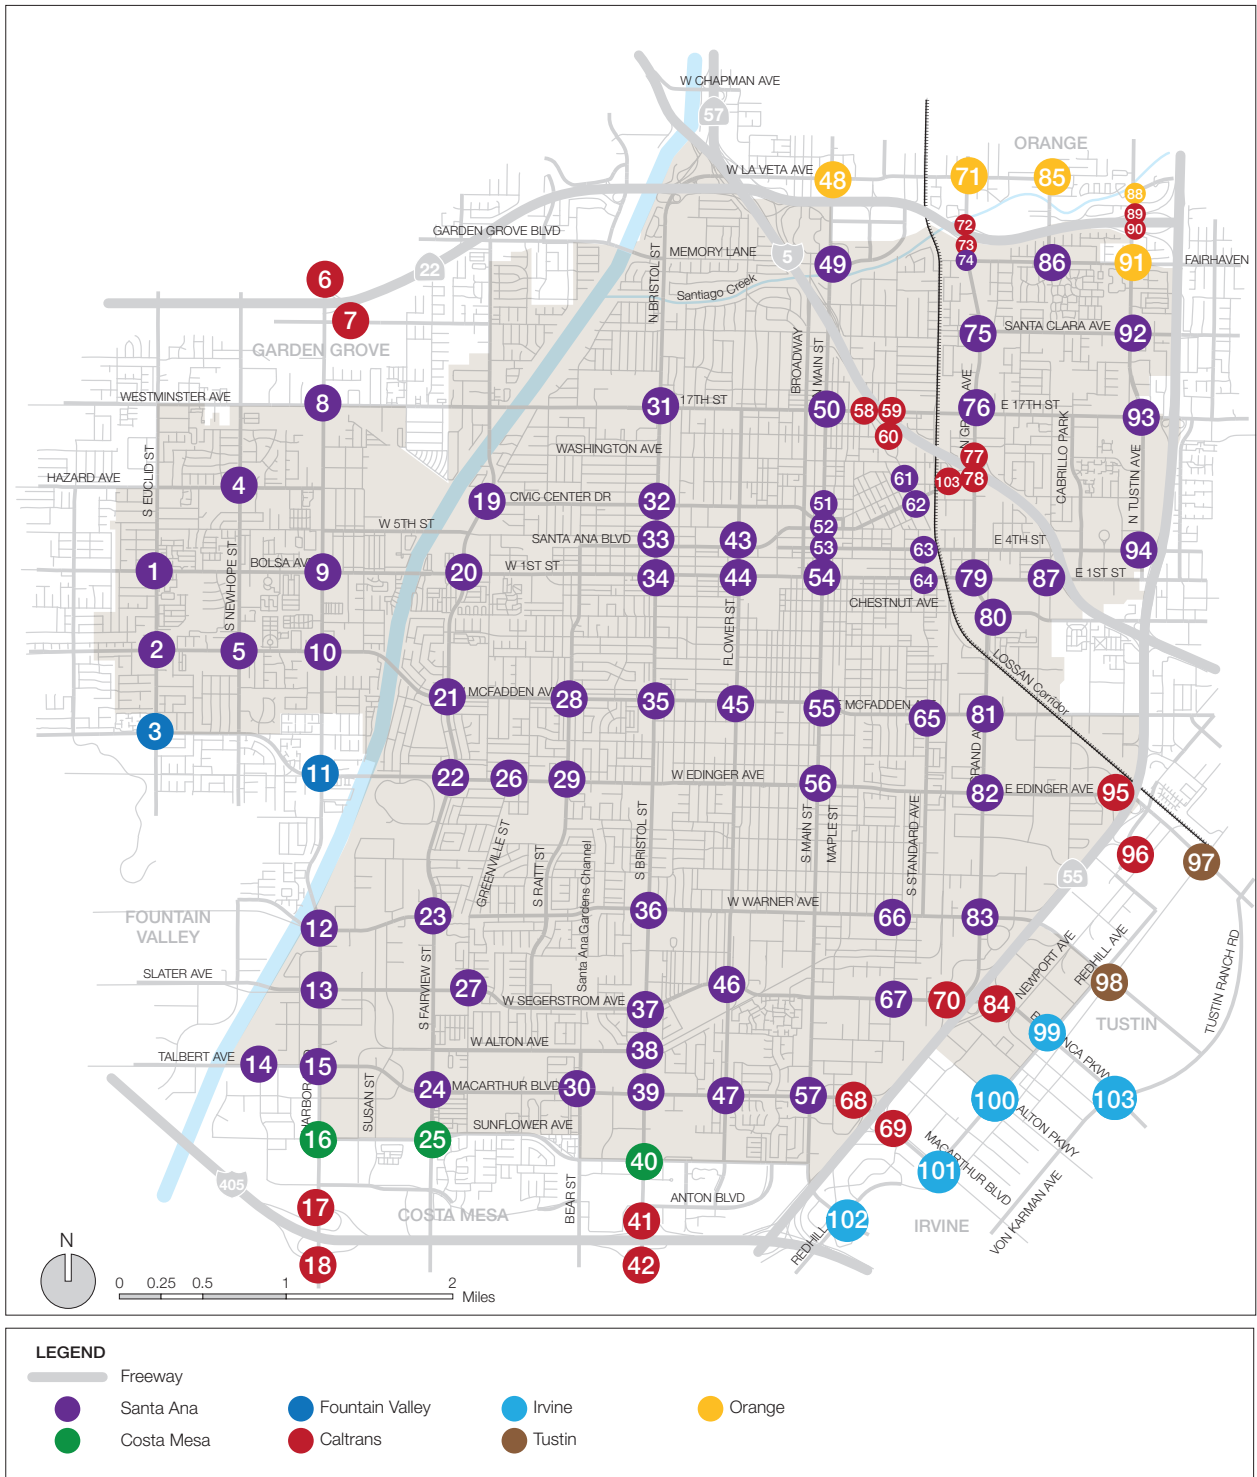 W CHAPMAN AVE
57
ORANGE
W LA VETA AVE
48
71
85
88
89
90
72
73
74
GARDEN GROVE BLVD
22
N BRISTOL ST
MEMORY LANE
5
49
86
91
FAIRHAVEN
6
7
Santiago Creek
GARDEN GROVE
BROADWAY
N MAIN ST
75
SANTA CLARA AVE
92
WESTMINSTER AVE
8
31
17TH ST
50
58
59
60
76
E 17TH ST
93
WASHINGTON AVE
CABRILLO PARK
N TUSTIN AVE
77
78
103
HAZARD AVE
S EUCLID ST
4
19
CIVIC CENTER DR
32
51
61
62
W 5TH ST
SANTA ANA BLVD
33
43
52
53
63
E 4TH ST
94
1
S NEWHOPE ST
9
20
W 1ST ST
34
44
54
64
79
87
E 1ST ST
CHESTNUT AVE
80
2
5
10
FLOWER ST
LOSSAN Corridor
21
MCFADDEN AVE
28
35
45
55
65
81
3
11
22
26
29
W EDINGER AVE
56
82
E EDINGER AVE
95
GREENVILLE ST
S RAITT ST
Santa Ana Gardens Channel
S BRISTOL ST
S MAIN ST
MAPLE ST
S STANDARD AVE
55
96
97
FOUNTAIN
VALLEY
12
23
36
W WARNER AVE
66
83
SLATER AVE
13
S FAIRVIEW ST
27
W SEGERSTROM AVE
37
46
67
70
84
NEWPORT AVE
REDHILL AVE
98
TUSTIN RANCH RD
99
TUSTIN
W ALTON AVE
38
TALBERT AVE
14
15
SUSAN ST
24
MACARTHUR BLVD
30
39
47
57
68
100
103
ALTON PKWY
16
25
SUNFLOWER AVE
69
40
MACARTHUR BLVD
101
405
17
COSTA MESA
BEAR ST
ANTON BLVD
41
102
IRVINE
VON KARMAN AVE
REDHILL
18
42
N
0 0.25 0.5 1 2
Miles
LEGEND
Freeway
Santa Ana
Fountain Valley
Irvine
Orange
Costa Mesa
Caltrans
Tustin